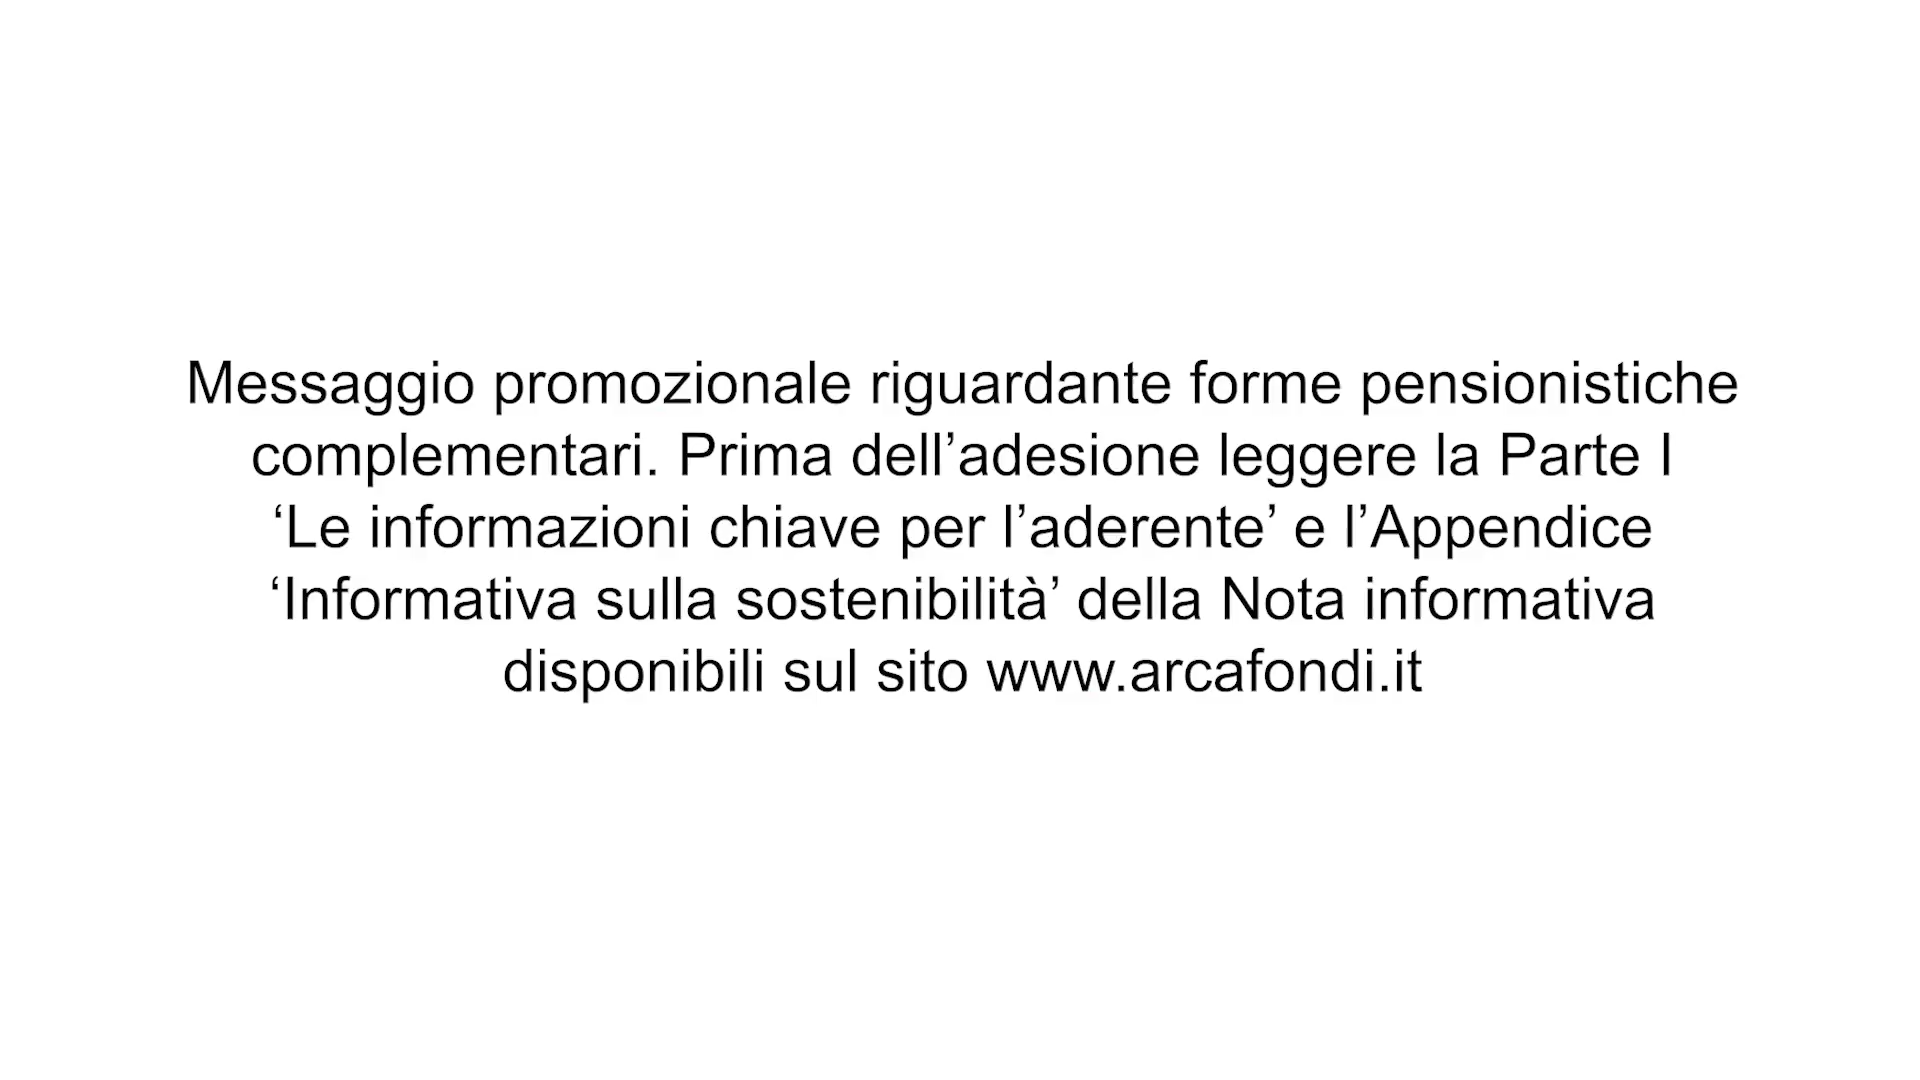 Messaggio promozionale riguardante forme pensionistiche
complementari. Prima dell’adesione leggere la Parte I
‘Le informazioni chiave per l’aderente’ e l’Appendice
‘Informativa sulla sostenibilità’ della Nota informativa
disponibili sul sito www.arcafondi.it